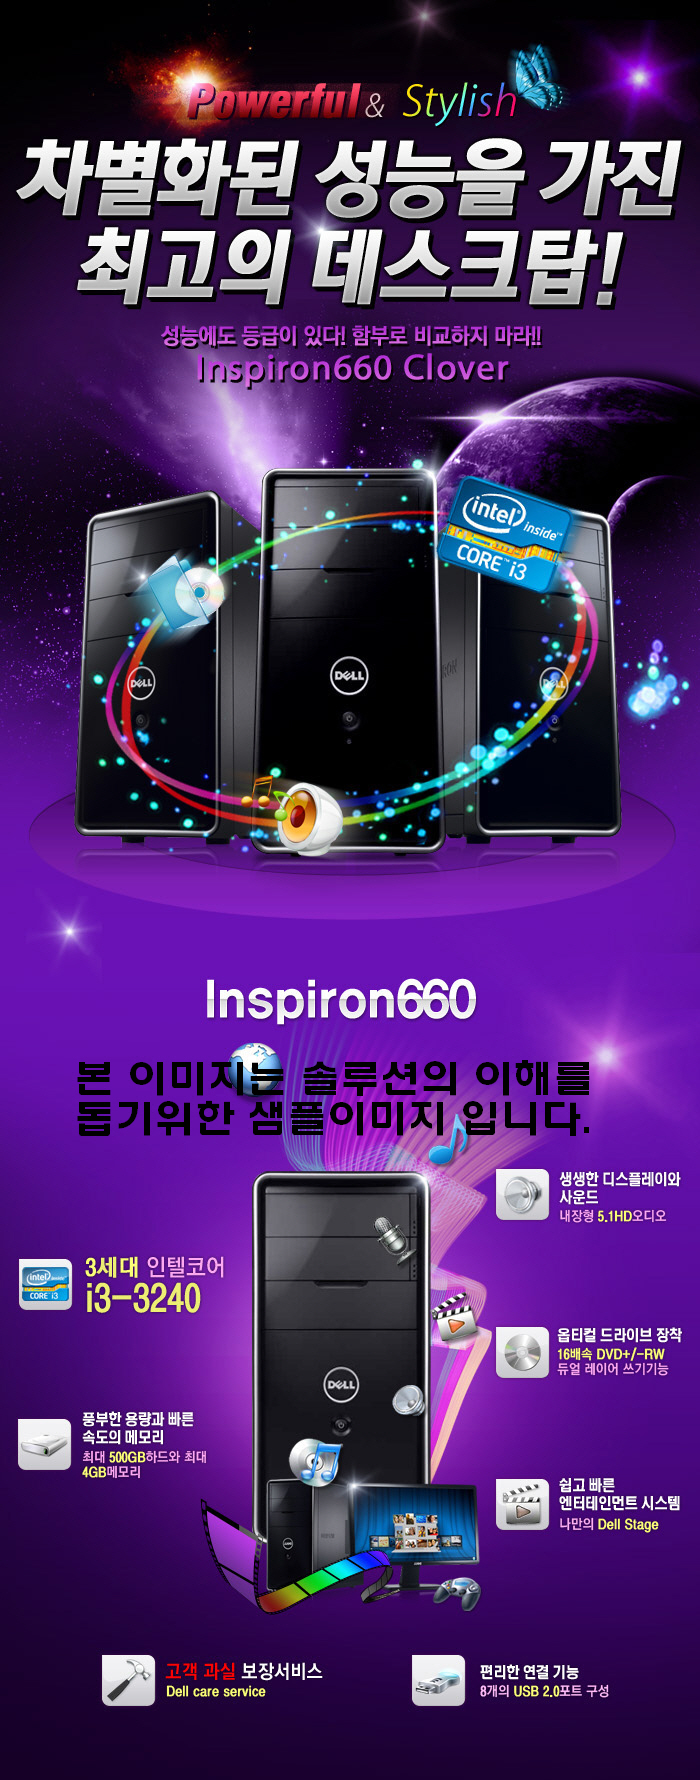 Powerful & Stylish
차별화된 성능을 가진
최고의 데스크탑!
성능에도 등급이 있다! 함부로 비교하지 마라!!
Inspiron660 Clover
intel inside™
CORE™ i3
DELL
DELL
DELL
Inspiron660
본 이미지는 솔루션의 이해를
돕기위한 샘플이미지 입니다.
생생한 디스플레이와
사운드
내장형 5.1HD오디오
3세대 인텔코어
i3-3240
intel inside
CORE i3
옵티컬 드라이브 장착
16배속 DVD+/-RW
듀얼 레이어 쓰기기능
DELL
풍부한 용량과 빠른
속도의 메모리
최대 500GB하드와 최대
4GB메모리
쉽고 빠른
엔터테인먼트 시스템
나만의 Dell Stage
고객 과실 보장서비스
Dell care service
편리한 연결 기능
8개의 USB 2.0포트 구성